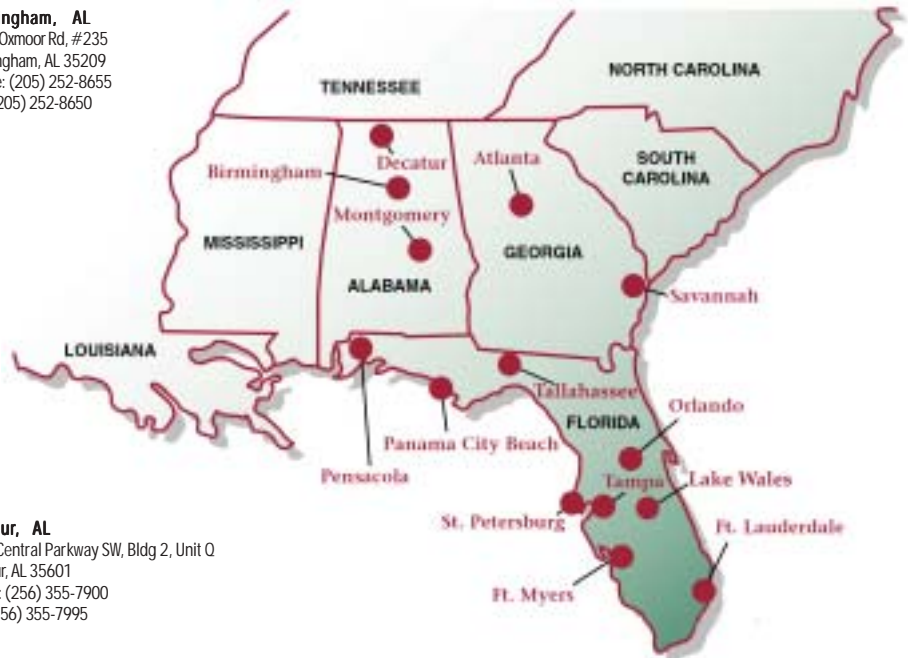 ingham, AL
Oxmoor Rd, #235
ngham, AL 35209
e: (205) 252-8655
205) 252-8650
TENNESSEE
NORTH CAROLINA
Decatur
Atlanta
SOUTH
CAROLINA
Birmingham
Montgomery
MISSISSIPPI
GEORGIA
ALABAMA
Savannah
LOUISIANA
Tallahassee
Orlando
FLORIDA
Panama City Beach
Pensacola
Tampa
Lake Wales
St. Petersburg
Ft. Lauderdale
Ft. Myers
ur, AL
Central Parkway SW, Bldg 2, Unit Q
ur, AL 35601
: (256) 355-7900
56) 355-7995